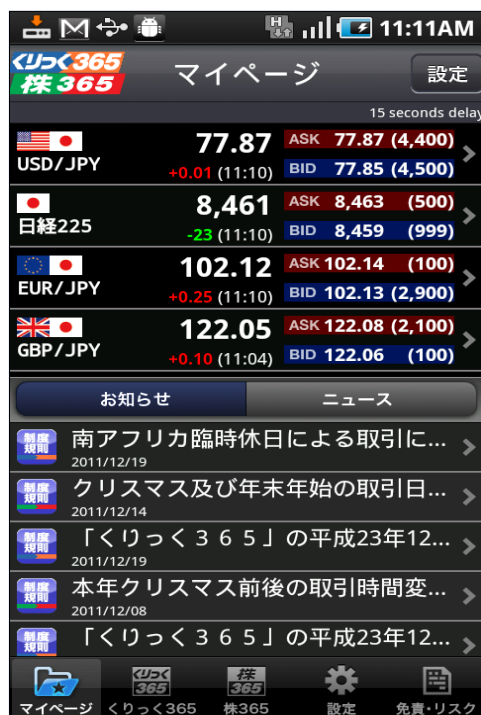 11:11AM
くりっく365
株365
マイページ
設定
15 seconds delay
USD/JPY
77.87
+0.01 (11:10)
ASK 77.87 (4,400)
BID 77.85 (4,500)
日経225
8,461
-23 (11:10)
ASK 8,463 (500)
BID 8,459 (999)
EUR/JPY
102.12
+0.25 (11:10)
ASK 102.14 (100)
BID 102.13 (2,900)
GBP/JPY
122.05
+0.10 (11:04)
ASK 122.08 (2,100)
BID 122.06 (100)
お知らせ
ニュース
制度
規則
南アフリカ臨時休日による取引に...
2011/12/19
制度
規則
クリスマス及び年末年始の取引日...
2011/12/14
制度
規則
「くりっく３６５」の平成23年12...
2011/12/19
制度
規則
本年クリスマス前後の取引時間変...
2011/12/08
制度
規則
「くりっく３６５」の平成23年12...
くりっく
365
株
365
マイページ くりっく365 株365 設定 免責・リスク